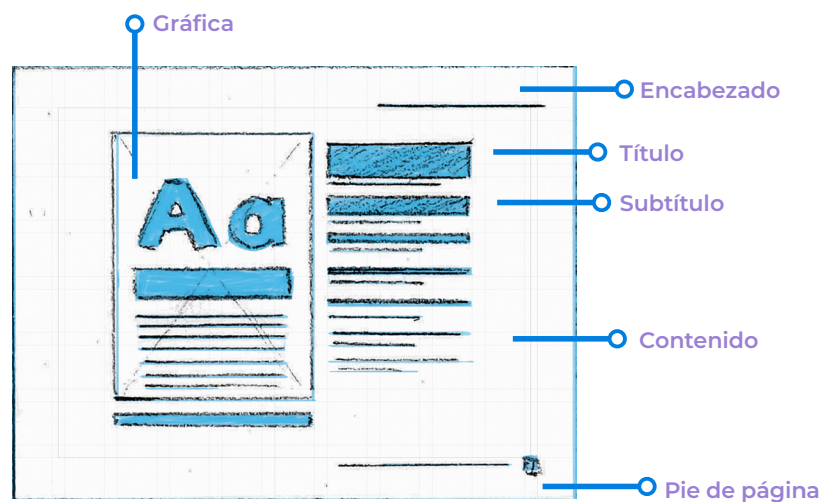 Gráfica
Encabezado
Título
Aa
Subtítulo
Contenido
Pie de página